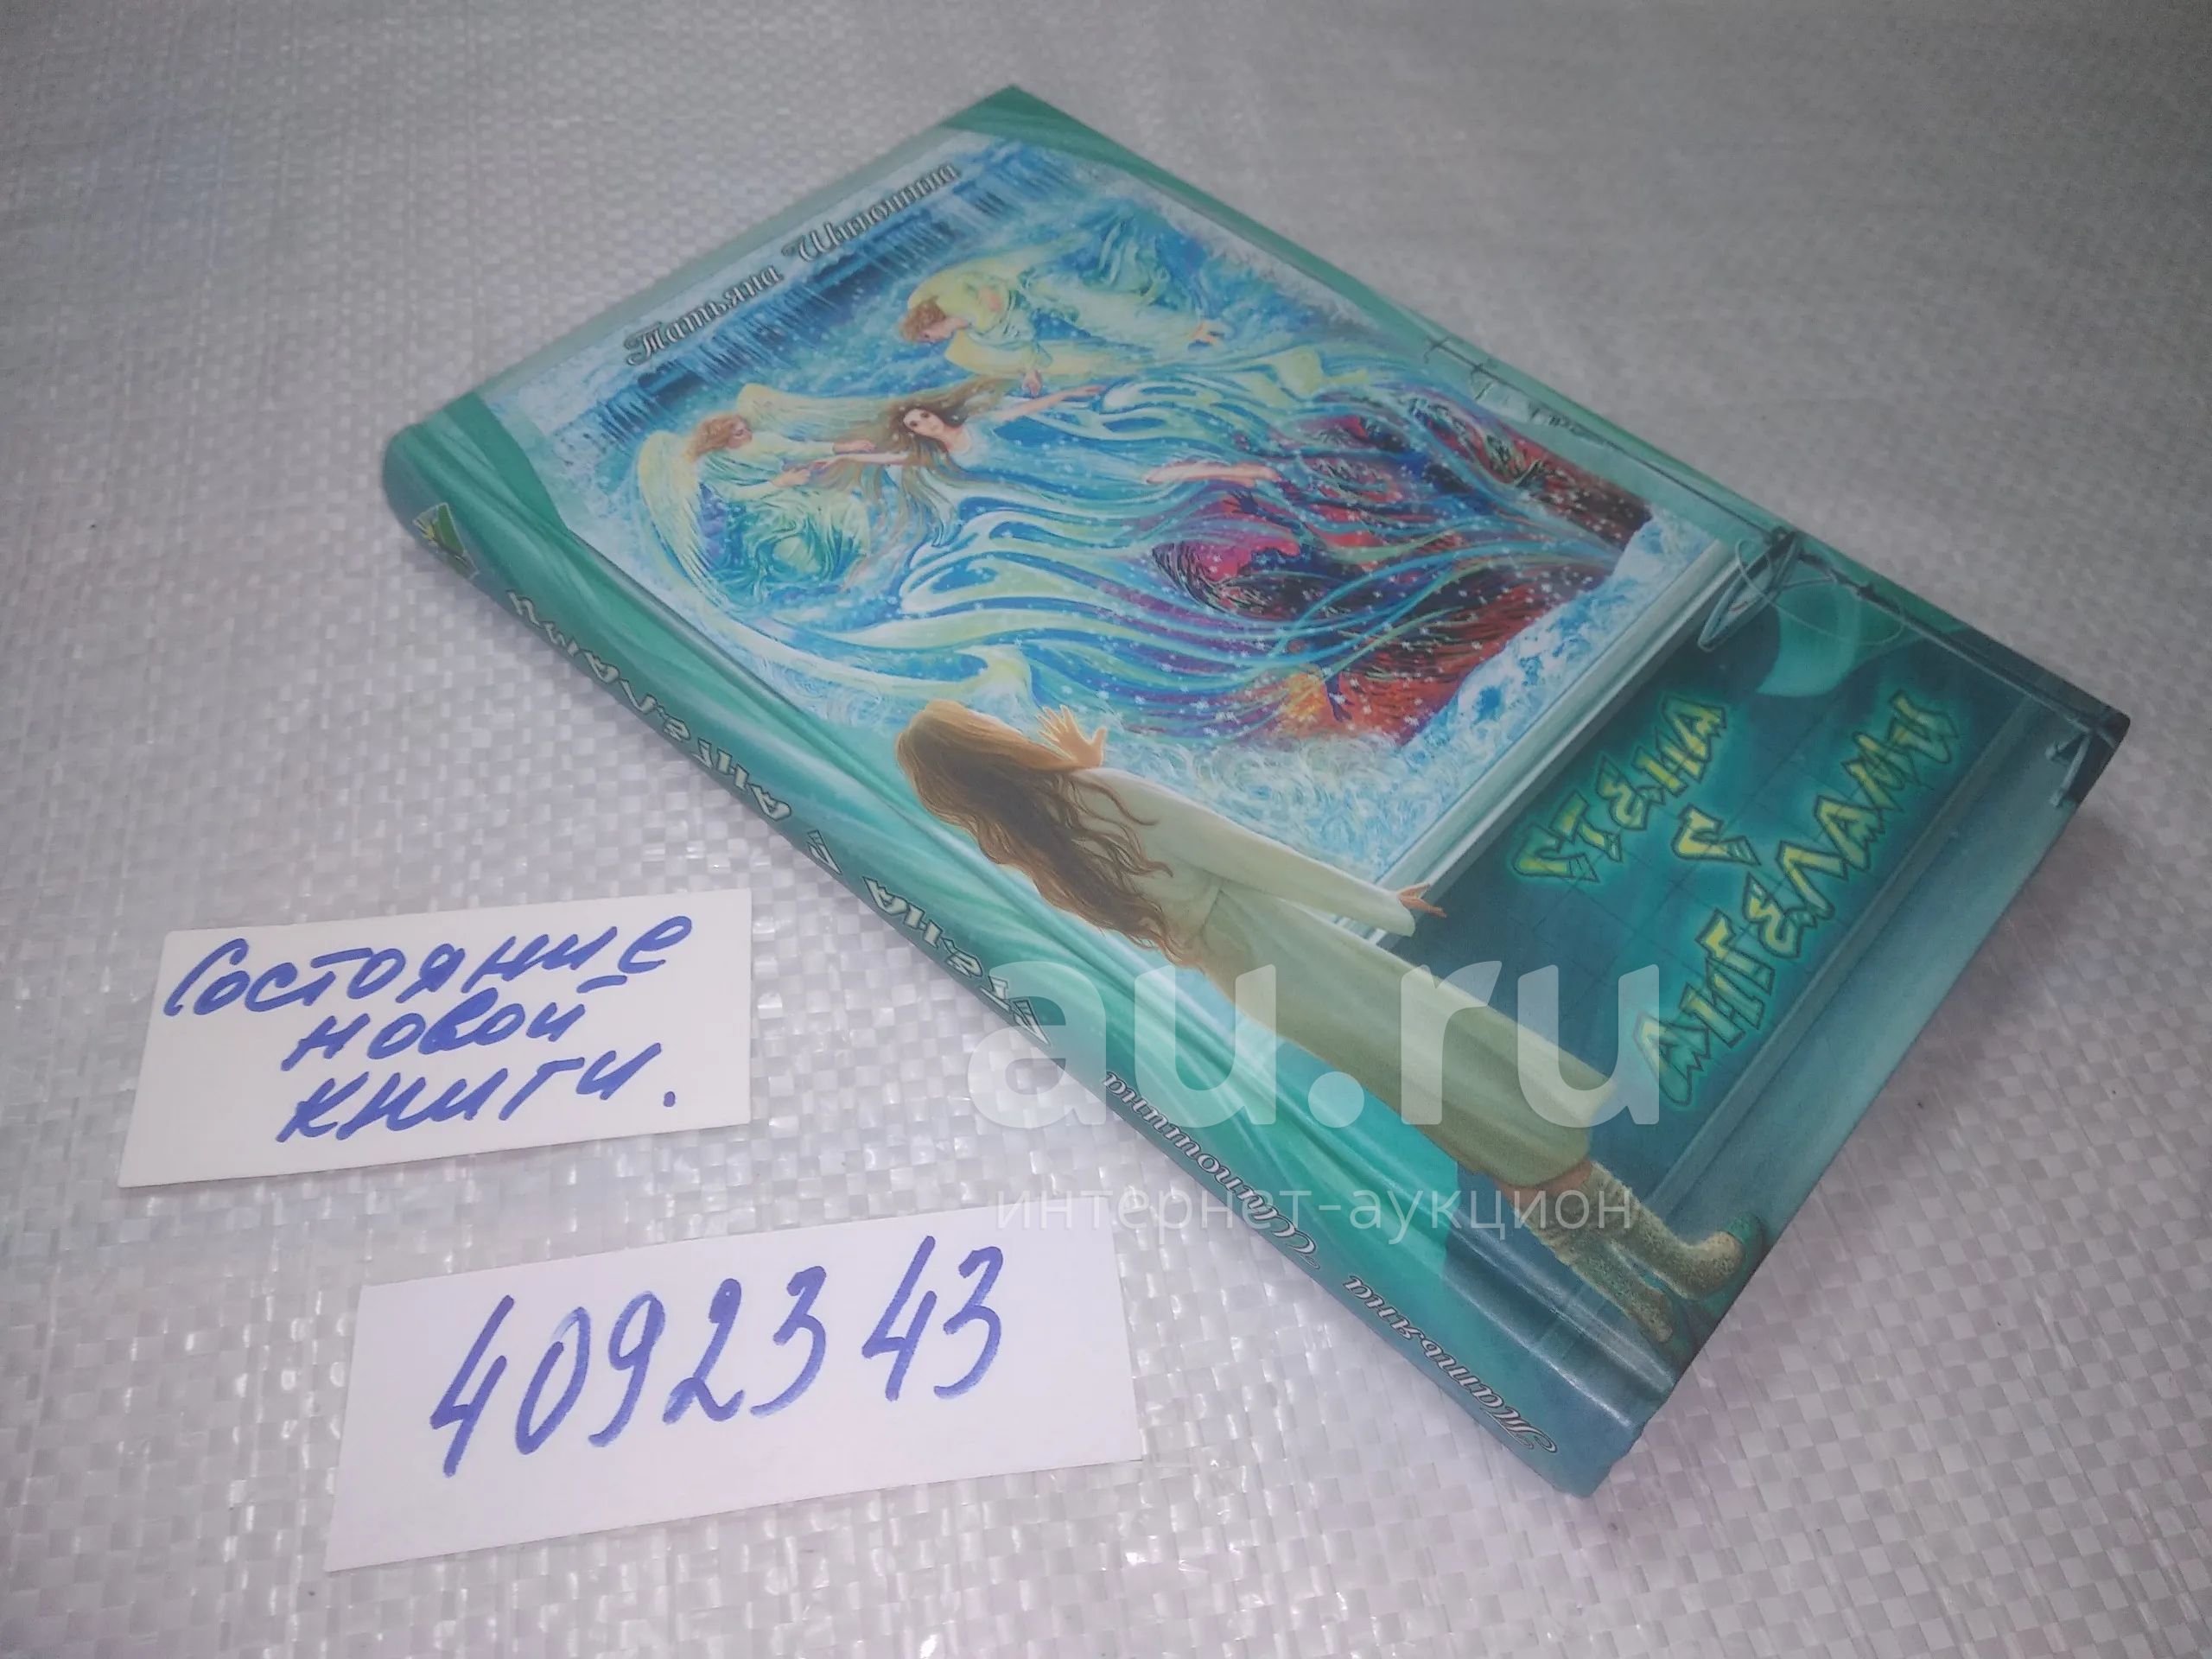 Татьяна Шипошина
СТЕНА
С
АНГЕЛАМИ
Татьяна Шипошина
СТЕНА С АНГЕЛАМИ
Состояние
новой
книги.
4092343
au.ru
интернет-аукцион